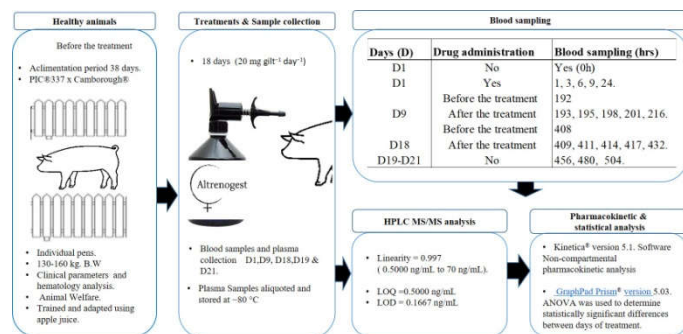 Healthy animals
Before the treatment
• Aclimentation period 38 days.
• PIC®337 x Camborough®
• Individual pens.
• 130-160 kg. B.W
• Clinical parameters and
hematology analysis.
• Animal Welfare.
• Trained and adapted using
apple juice.
Treatments & Sample collection
• 18 days (20 mg gilt⁻¹ day⁻¹)
Altrenogest
• Blood samples and plasma
collection D1,D9, D18,D19 &
D21.
• Plasma Samples aliquoted and
stored at −80 °C
Blood sampling
Days (D) Drug administration Blood sampling (hrs)
D1 No Yes (0h)
D1 Yes 1, 3, 6, 9, 24.
Before the treatment 192
D9 After the treatment 193, 195, 198, 201, 216.
Before the treatment 408
D18 After the treatment 409, 411, 414, 417, 432.
D19-D21 No 456, 480, 504.
HPLC MS/MS analysis
• Linearity = 0.997
( 0.5000 ng/mL to 70 ng/mL).
• LOQ =0.5000 ng/mL
• LOD = 0.1667 ng/mL
Pharmacokinetic &
statistical analysis
• Kinetica® version 5.1. Software
Non-compartmental
pharmacokinetic analysis
• GraphPad Prism® version 5.03.
ANOVA was used to determine
statistically significant differences
between days of treatment.